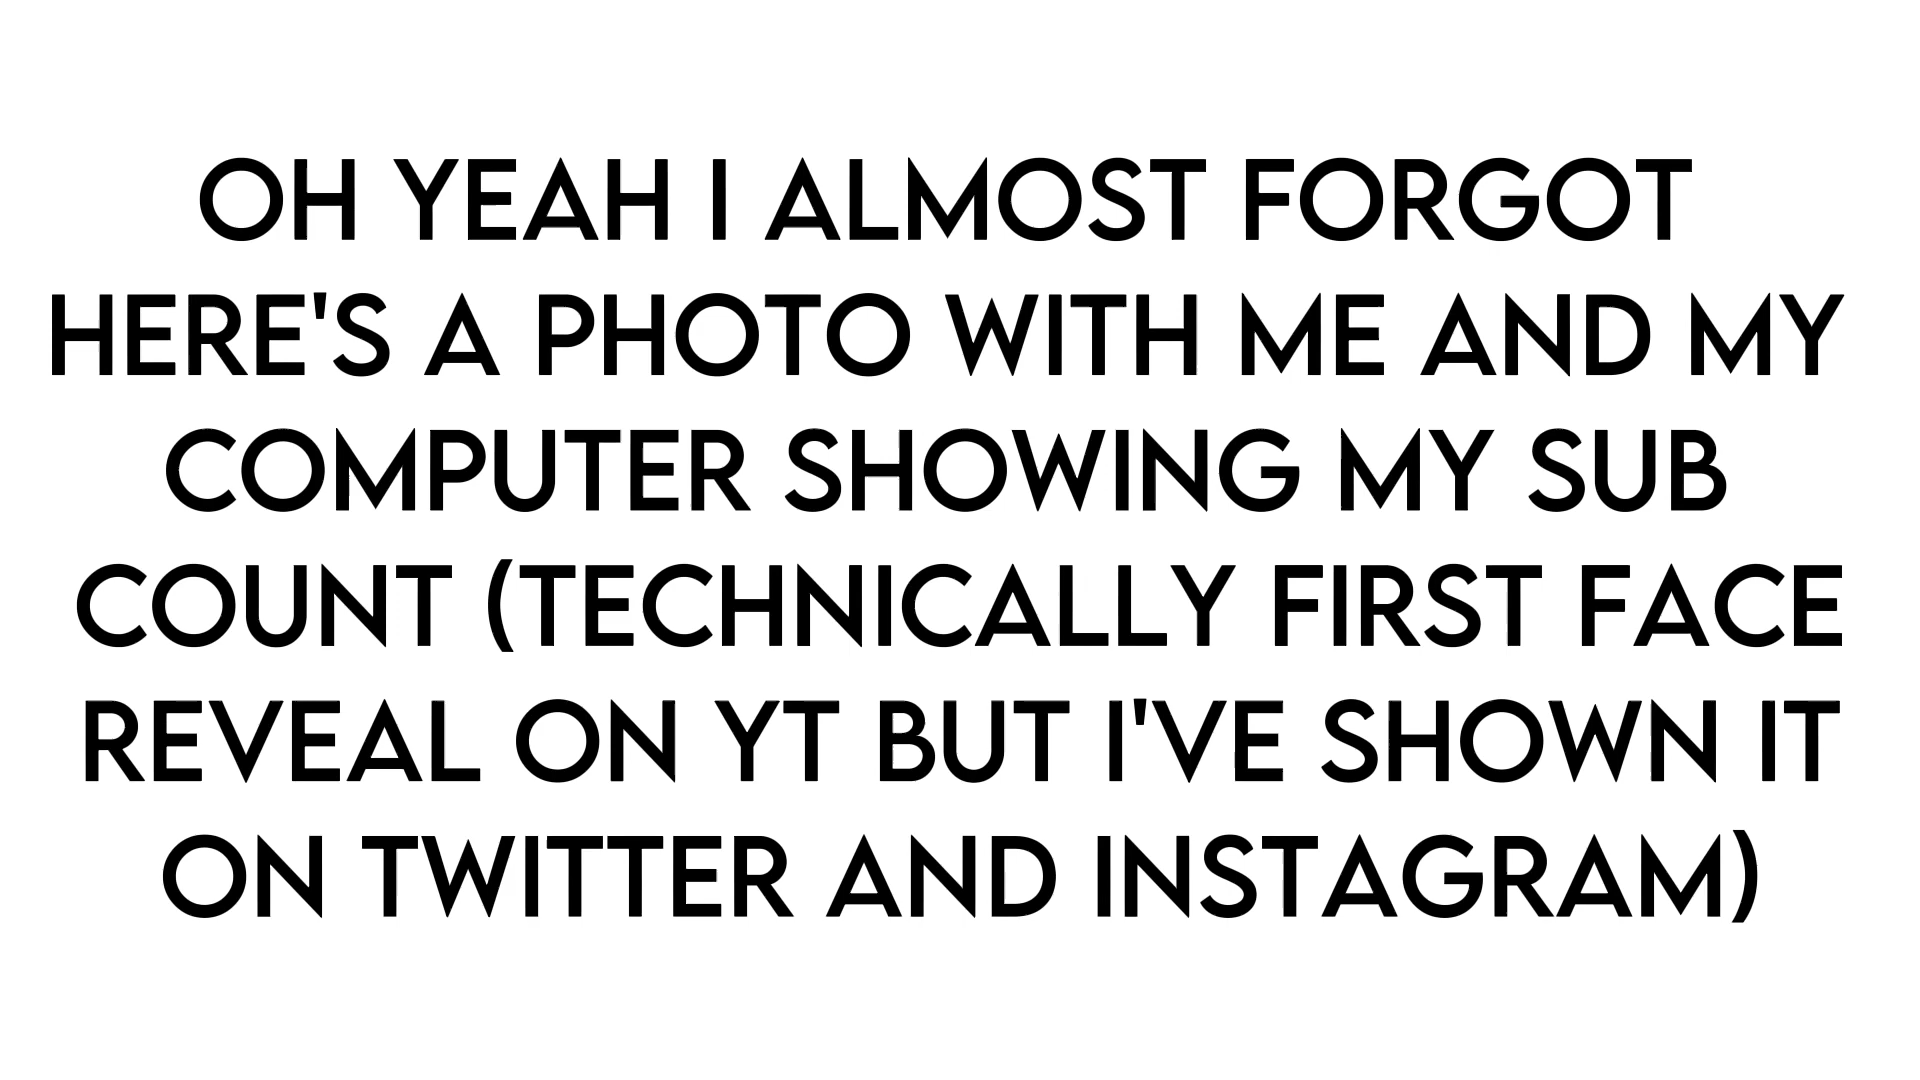 OH YEAH I ALMOST FORGOT
HERE'S A PHOTO WITH ME AND MY
COMPUTER SHOWING MY SUB
COUNT (TECHNICALLY FIRST FACE
REVEAL ON YT BUT I'VE SHOWN IT
ON TWITTER AND INSTAGRAM)